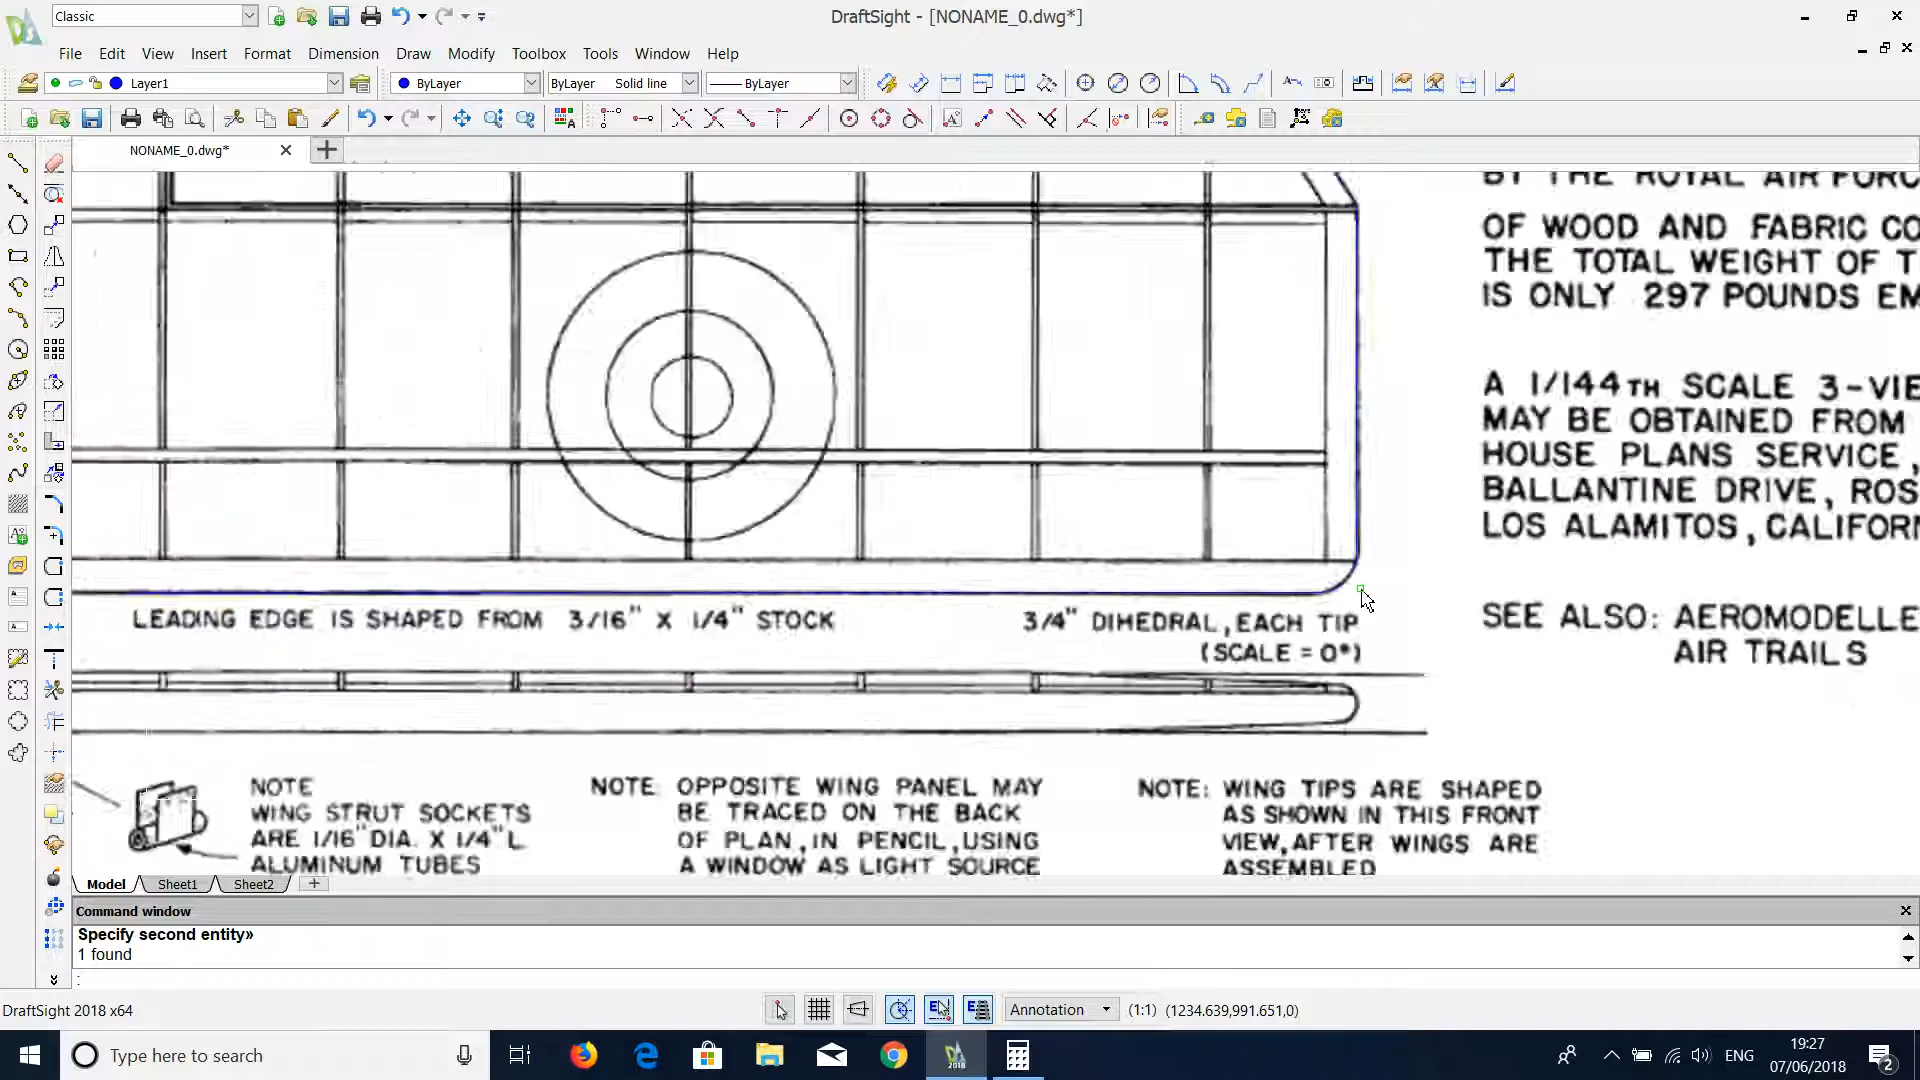 Classic
DraftSight - [NONAME_0.dwg*]
File Edit View Insert Format Dimension Draw Modify Toolbox Tools Window Help
Layer1 ByLayer ByLayer Solid line ByLayer
NONAME_0.dwg*
BY THE ROYAL AIR FORC
OF WOOD AND FABRIC CO
THE TOTAL WEIGHT OF T
IS ONLY 297 POUNDS EM
A 1/144TH SCALE 3-VIE
MAY BE OBTAINED FROM
HOUSE PLANS SERVICE,
BALLANTINE DRIVE, ROS
LOS ALAMITOS, CALIFORN
SEE ALSO: AEROMODELLE
AIR TRAILS
LEADING EDGE IS SHAPED FROM 3/16" X 1/4" STOCK
3/4" DIHEDRAL, EACH TIP
(SCALE = 0°)
NOTE
WING STRUT SOCKETS
ARE 1/16" DIA. X 1/4" L
ALUMINUM TUBES
NOTE: OPPOSITE WING PANEL MAY
BE TRACED ON THE BACK
OF PLAN, IN PENCIL, USING
A WINDOW AS LIGHT SOURCE
NOTE: WING TIPS ARE SHAPED
AS SHOWN IN THIS FRONT
VIEW, AFTER WINGS ARE
ASSEMBLED
Model Sheet1 Sheet2
Command window
Specify second entity»
1 found
:
DraftSight 2018 x64
Annotation (1:1) (1234.639,991.651,0)
Type here to search
2018
ENG
19:27
07/06/2018
2